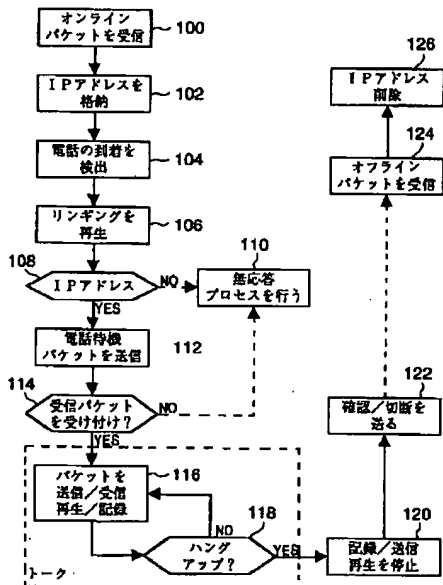 オンライン
パケットを受信
100
IPアドレスを
格納
102
電話の到着を
検出
104
リンギングを
再生
106
108
IPアドレス
NO
YES
110
無応答
プロセスを行う
電話待機
パケットを送信
112
114
受信パケット
を受け付け?
NO
YES
パケットを
送信/受信
再生/記録
116
NO
118
ハング
アップ?
YES
トーク
120
記録/送信
再生を停止
122
確認/切断を
送る
124
オフライン
パケットを受信
126
IPアドレス
削除